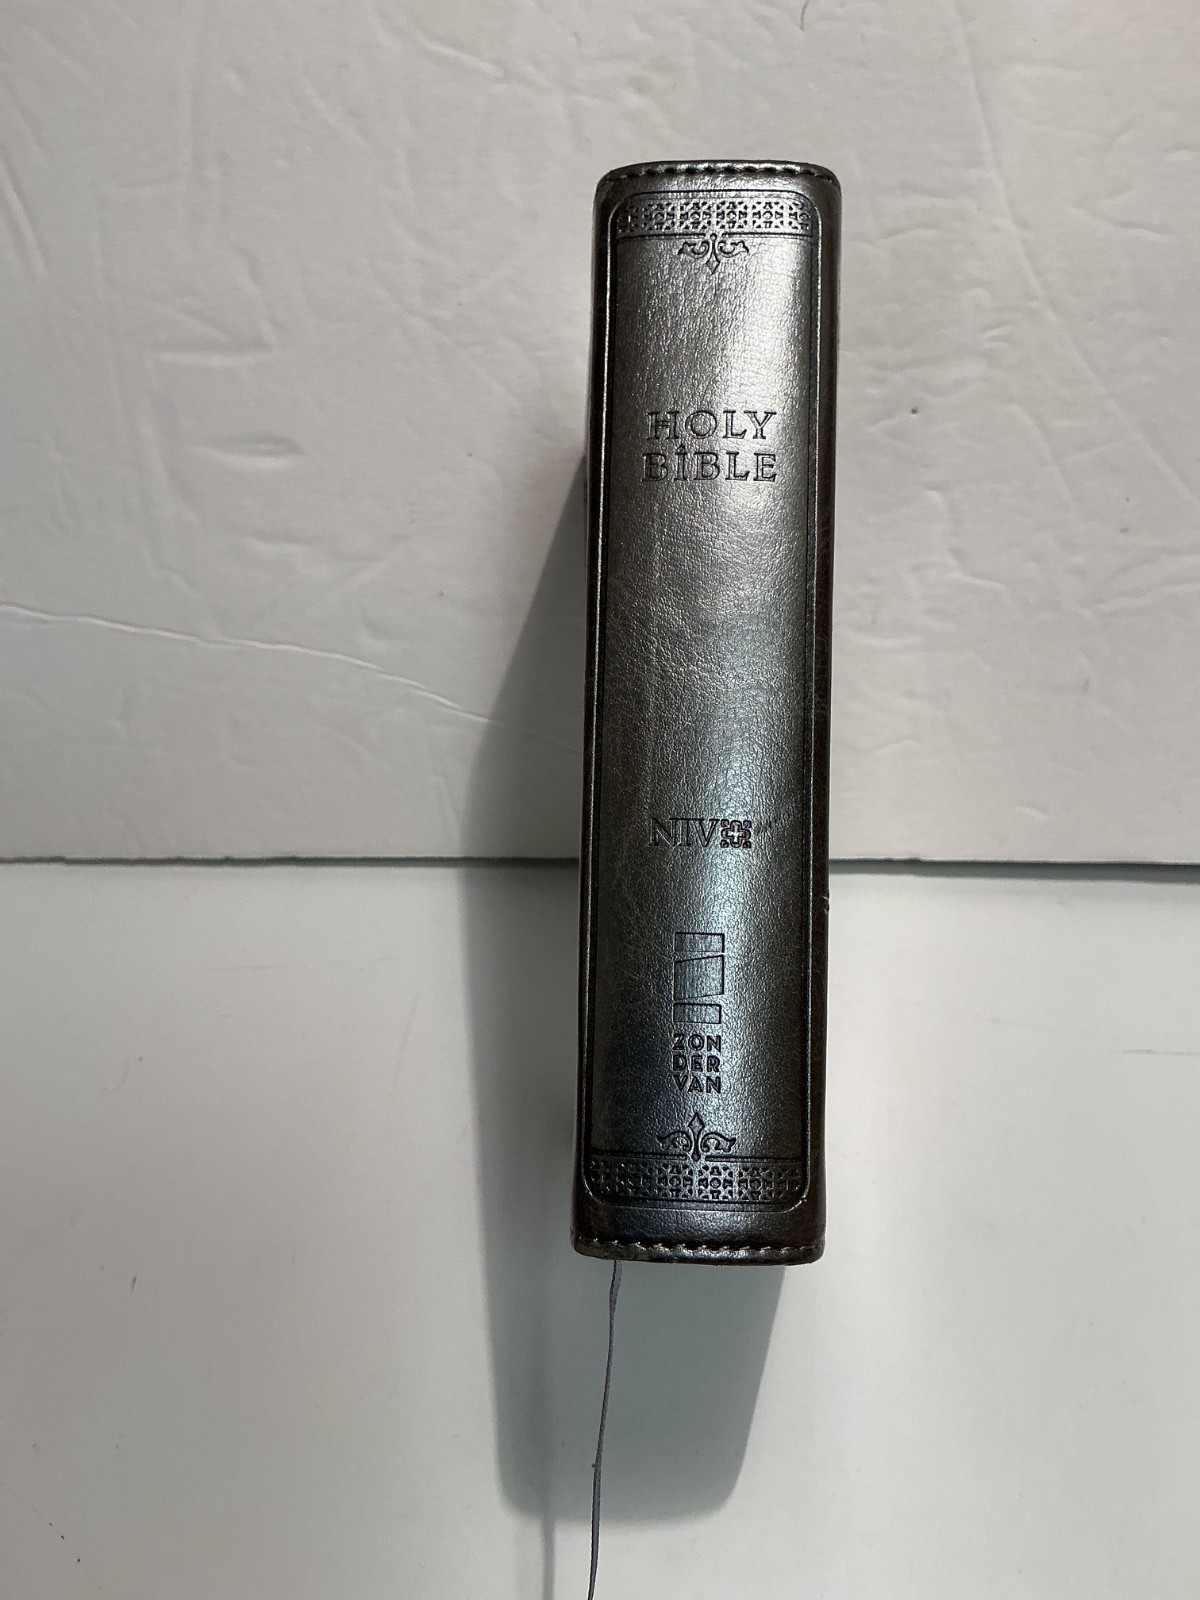 HOLY
BIBLE
NIV
ZON
DER
VAN